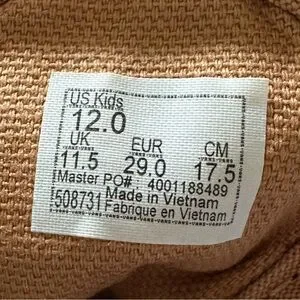 US Kids
12.0
UK EUR CM
11.5 29.0 17.5
Master PO#: 4001188489
508731
Made in Vietnam
Fabrique en Vietnam